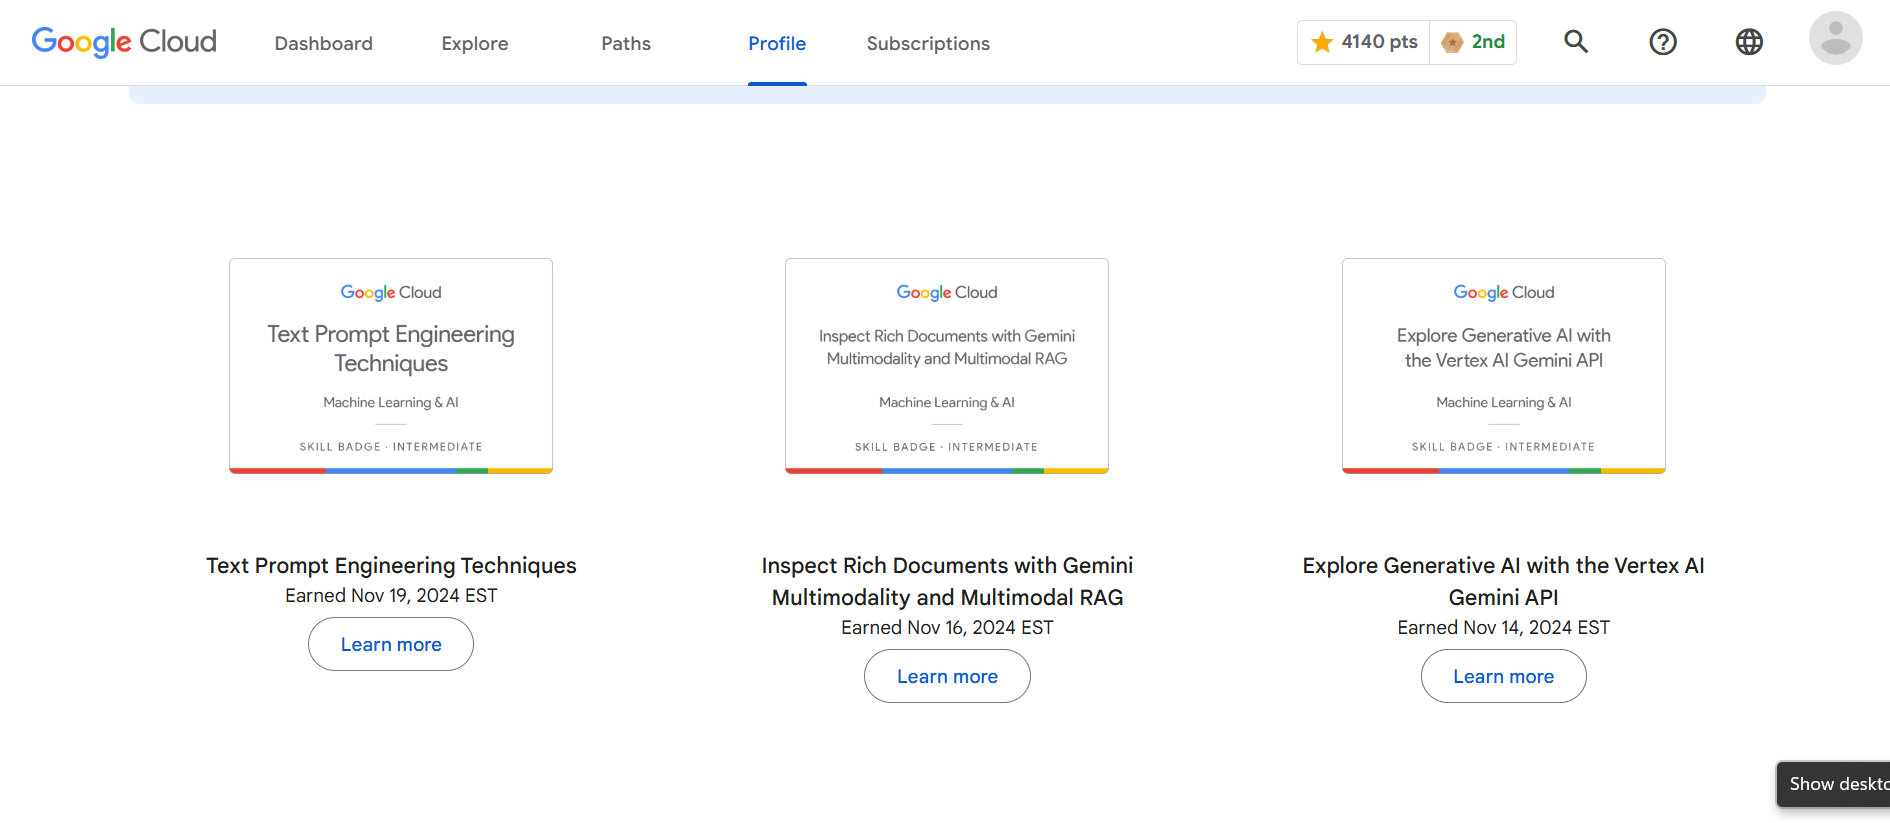 Google Cloud Dashboard Explore Paths Profile Subscriptions 4140 pts 2nd
Google Cloud
Text Prompt Engineering
Techniques
Machine Learning & AI
SKILL BADGE · INTERMEDIATE
Google Cloud
Inspect Rich Documents with Gemini
Multimodality and Multimodal RAG
Machine Learning & AI
SKILL BADGE · INTERMEDIATE
Google Cloud
Explore Generative AI with
the Vertex AI Gemini API
Machine Learning & AI
SKILL BADGE · INTERMEDIATE
Text Prompt Engineering Techniques
Earned Nov 19, 2024 EST
Learn more
Inspect Rich Documents with Gemini
Multimodality and Multimodal RAG
Earned Nov 16, 2024 EST
Learn more
Explore Generative AI with the Vertex AI
Gemini API
Earned Nov 14, 2024 EST
Learn more
Show